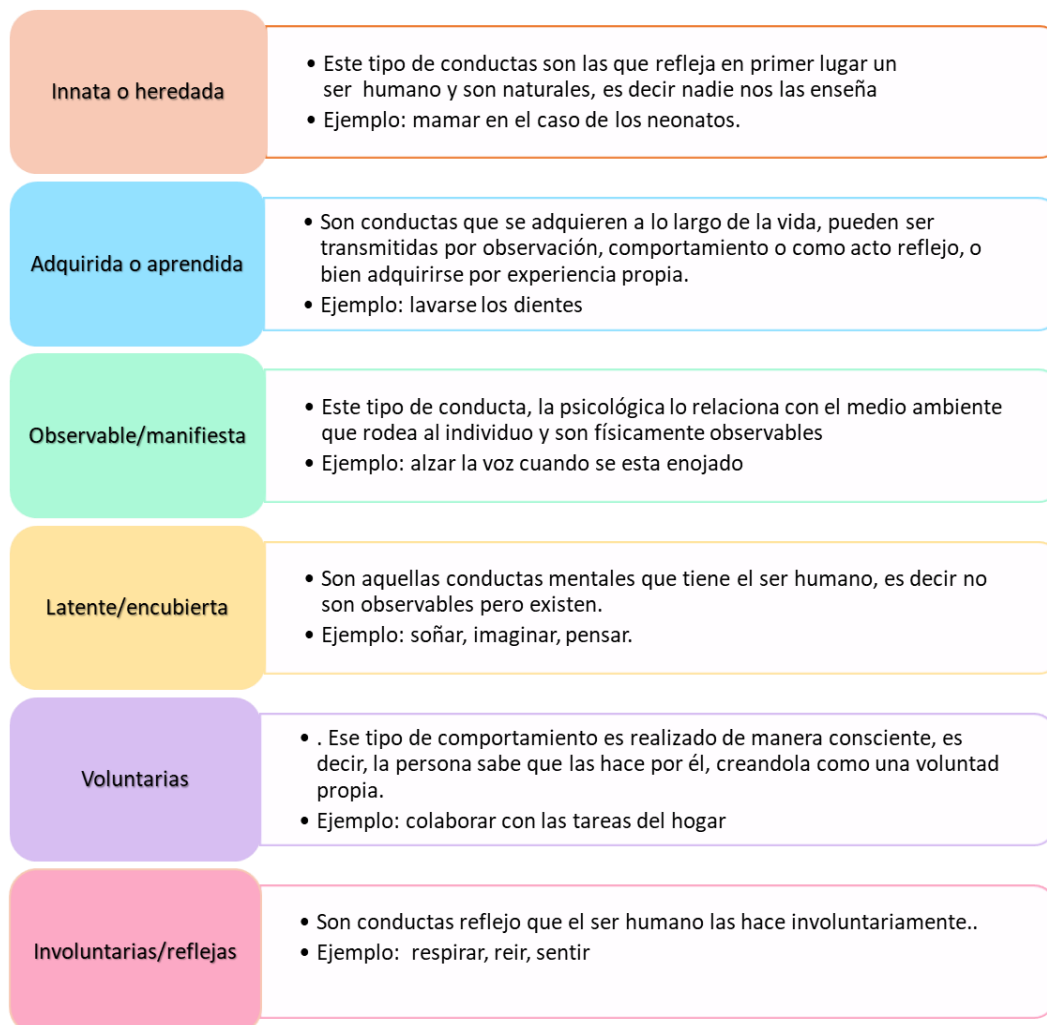 Innata o heredada
• Este tipo de conductas son las que refleja en primer lugar un
ser humano y son naturales, es decir nadie nos las enseña
• Ejemplo: mamar en el caso de los neonatos.
Adquirida o aprendida
• Son conductas que se adquieren a lo largo de la vida, pueden ser
transmitidas por observación, comportamiento o como acto reflejo, o
bien adquirirse por experiencia propia.
• Ejemplo: lavarse los dientes
Observable/manifiesta
• Este tipo de conducta, la psicológica lo relaciona con el medio ambiente
que rodea al individuo y son físicamente observables
• Ejemplo: alzar la voz cuando se esta enojado
Latente/encubierta
• Son aquellas conductas mentales que tiene el ser humano, es decir no
son observables pero existen.
• Ejemplo: soñar, imaginar, pensar.
Voluntarias
• . Ese tipo de comportamiento es realizado de manera consciente, es
decir, la persona sabe que las hace por él, creandola como una voluntad
propia.
• Ejemplo: colaborar con las tareas del hogar
Involuntarias/reflejas
• Son conductas reflejo que el ser humano las hace involuntariamente..
• Ejemplo: respirar, reir, sentir